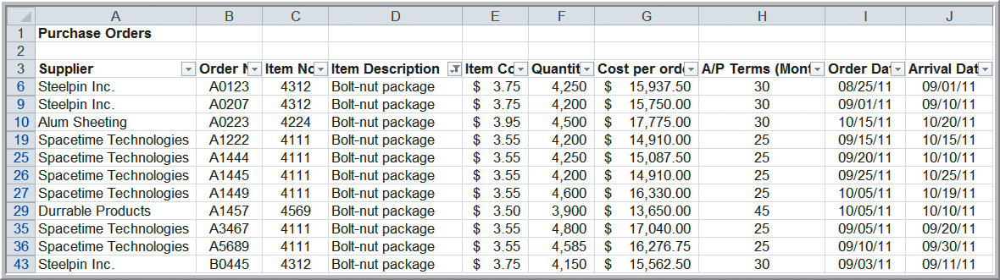 A B C D E F G H I J
1 Purchase Orders
2
3 Supplier Order N Item No Item Description Item Co Quantit Cost per orde A/P Terms (Mont Order Dat Arrival Dat
6 Steelpin Inc. A0123 4312 Bolt-nut package $ 3.75 4,250 $ 15,937.50 30 08/25/11 09/01/11
9 Steelpin Inc. A0207 4312 Bolt-nut package $ 3.75 4,200 $ 15,750.00 30 09/01/11 09/10/11
10 Alum Sheeting A0223 4224 Bolt-nut package $ 3.95 4,500 $ 17,775.00 30 10/15/11 10/20/11
19 Spacetime Technologies A1222 4111 Bolt-nut package $ 3.55 4,200 $ 14,910.00 25 09/15/11 10/15/11
25 Spacetime Technologies A1444 4111 Bolt-nut package $ 3.55 4,250 $ 15,087.50 25 09/20/11 10/10/11
26 Spacetime Technologies A1445 4111 Bolt-nut package $ 3.55 4,200 $ 14,910.00 25 09/25/11 10/25/11
27 Spacetime Technologies A1449 4111 Bolt-nut package $ 3.55 4,600 $ 16,330.00 25 10/05/11 10/19/11
29 Durrable Products A1457 4569 Bolt-nut package $ 3.50 3,900 $ 13,650.00 45 10/05/11 10/10/11
35 Spacetime Technologies A3467 4111 Bolt-nut package $ 3.55 4,800 $ 17,040.00 25 09/05/11 09/20/11
36 Spacetime Technologies A5689 4111 Bolt-nut package $ 3.55 4,585 $ 16,276.75 25 09/10/11 09/30/11
43 Steelpin Inc. B0445 4312 Bolt-nut package $ 3.75 4,150 $ 15,562.50 30 09/03/11 09/11/11